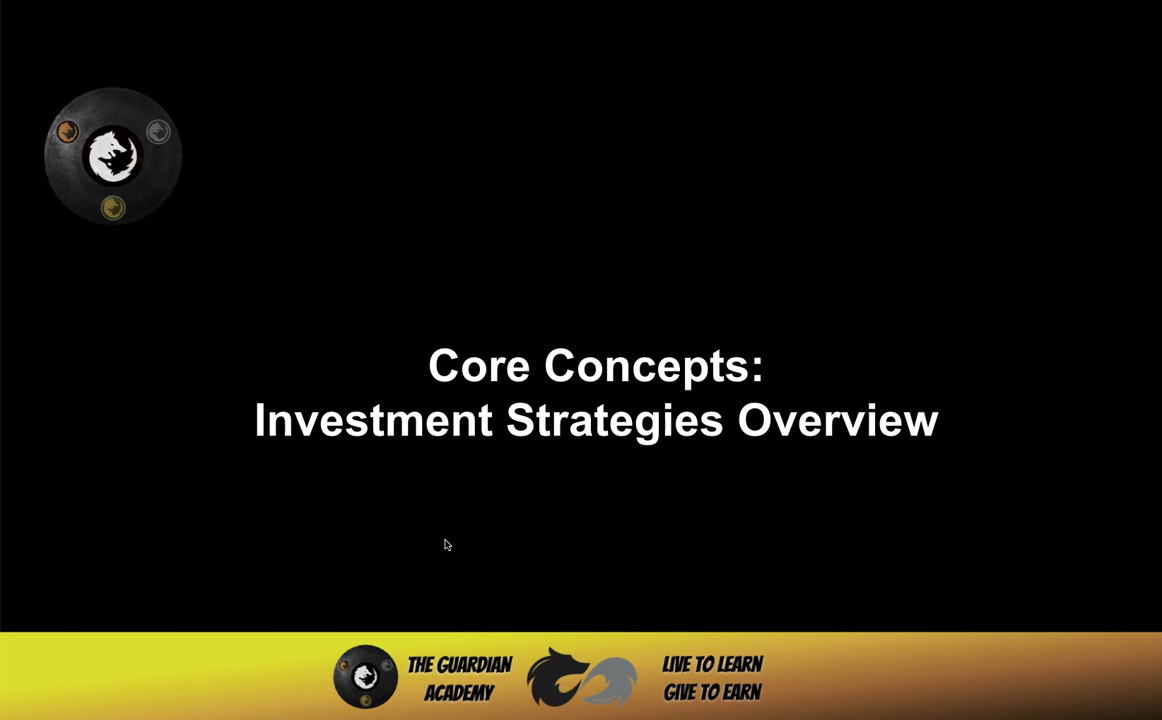 Core Concepts:
Investment Strategies Overview
THE GUARDIAN
ACADEMY
LIVE TO LEARN
GIVE TO EARN